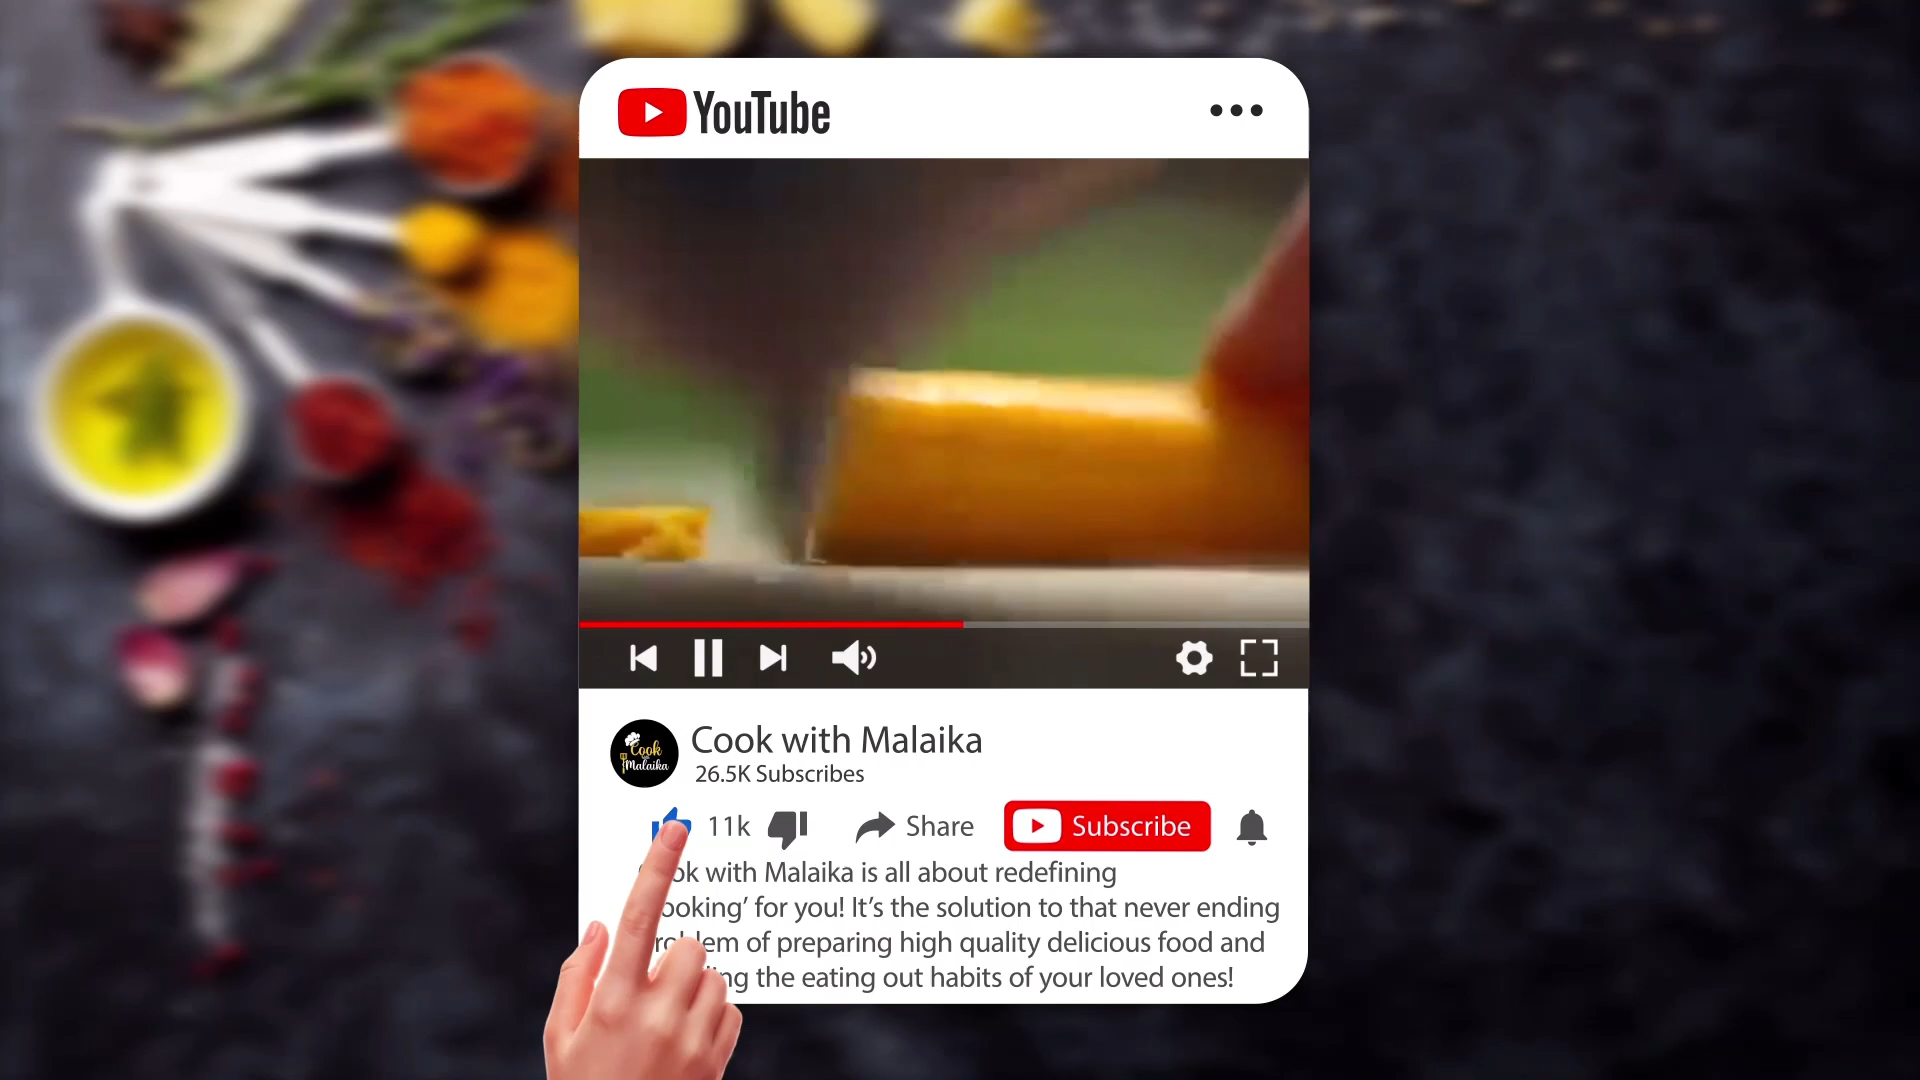 YouTube
Cook with Malaika
26.5K Subscribes
Cook
Malaika
11k
Share
Subscribe
ok with Malaika is all about redefining
ooking’ for you! It’s the solution to that never ending
lem of preparing high quality delicious food and
ng the eating out habits of your loved ones!